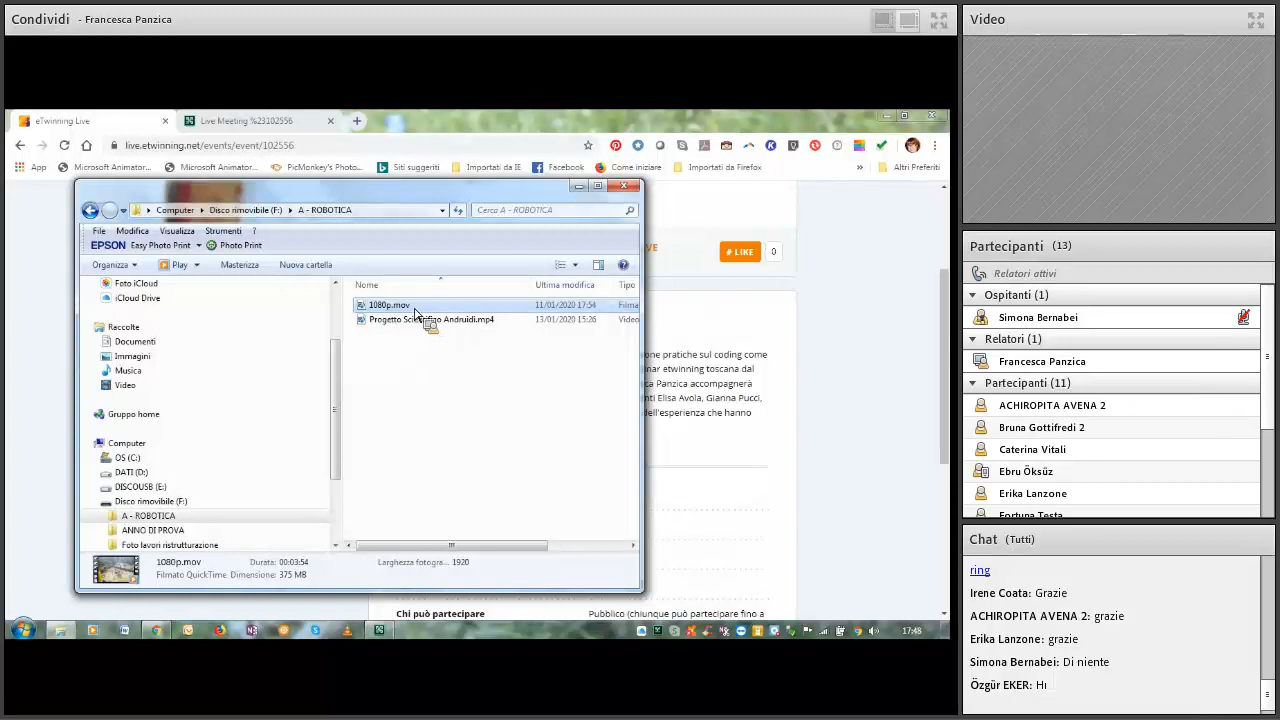 Condividi - Francesca Panzica
eTwinning Live
Live Meeting %23102556
live.etwinning.net/events/event/102556
App
Microsoft Animator...
Microsoft Animator...
PicMonkey's Photo...
Siti suggeriti
Importati da IE
Facebook
Come iniziare
Importati da Firefox
»
Altri Preferiti
Computer
Disco rimovibile (F:)
A - ROBOTICA
Cerca A - ROBOTICA
File
Modifica
Visualizza
Strumenti
?
EPSON Easy Photo Print
Photo Print
Organizza
Play
Masterizza
Nuova cartella
Foto iCloud
iCloud Drive
Raccolte
Documenti
Immagini
Musica
Video
Gruppo home
Computer
OS (C:)
DATI (D:)
DISCOUSB (E:)
Disco rimovibile (F:)
A - ROBOTICA
ANNO DI PROVA
Foto lavori ristrutturazione
Nome
Ultima modifica
Tipo
1080p.mov
11/01/2020 17:54
Filma
Progetto Andruidi.mp4
13/01/2020 15:26
Video
1080p.mov
Durata: 00:03:54
Larghezza fotogra... 1920
Filmato QuickTime
Dimensione: 375 MB
VE
# LIKE
0
one pratiche sul coding come
nar etwinning toscana dal
ca Panzica accompagnerà
nti Elisa Avola, Gianna Pucci,
dell'esperienza che hanno
Chi può partecipare
Pubblico (chiunque può partecipare fino a
17:48
Video
Partecipanti (13)
Relatori attivi
Ospitanti (1)
Simona Bernabei
Relatori (1)
Francesca Panzica
Partecipanti (11)
ACHIROPITA AVENA 2
Bruna Gottifredi 2
Caterina Vitali
Ebru Öksüz
Erika Lanzone
Fortuna Testa
Chat (Tutti)
ring
Irene Coata: Grazie
ACHIROPITA AVENA 2: grazie
Erika Lanzone: grazie
Simona Bernabei: Di niente
Özgür EKER: Hı